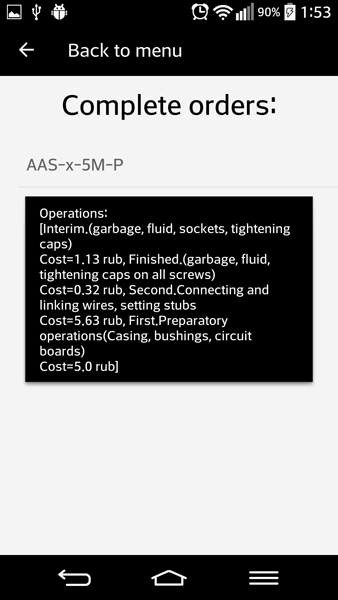 90% 1:53
Back to menu
Complete orders:
AAS-x-5M-P
Operations:
[Interim.(garbage, fluid, sockets, tightening
caps)
Cost=1.13 rub, Finished.(garbage, fluid,
tightening caps on all screws)
Cost=0.32 rub, Second.Connecting and
linking wires, setting stubs
Cost=5.63 rub, First.Preparatory
operations(Casing, bushings, circuit
boards)
Cost=5.0 rub]